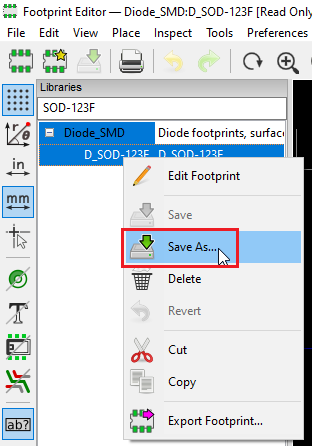 Footprint Editor — Diode_SMD:D_SOD-123F [Read Only
File Edit View Place Inspect Tools Preferences
Libraries
SOD-123F
Diode_SMD Diode footprints, surface
D_SOD-123F D_SOD-123F
in
mm
ab?
Edit Footprint
Save
Save As...
Delete
Revert
Cut
Copy
Export Footprint...